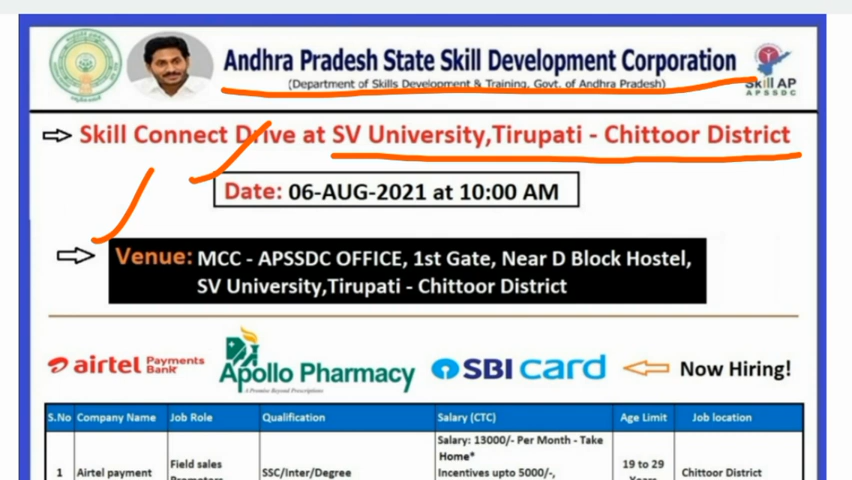 Andhra Pradesh State Skill Development Corporation
(Department of Skills Development & Training, Govt. of Andhra Pradesh)
Skill AP
APSSDC
Skill Connect Drive at SV University,Tirupati - Chittoor District
Date: 06-AUG-2021 at 10:00 AM
Venue: MCC - APSSDC OFFICE, 1st Gate, Near D Block Hostel,
SV University,Tirupati - Chittoor District
airtel Payments Bank
Apollo Pharmacy
SBI card
Now Hiring!
S.No Company Name Job Role Qualification Salary (CTC) Age Limit Job location
Salary: 13000/- Per Month - Take
Home*
1 Airtel payment Field sales SSC/Inter/Degree Incentives upto 5000/-, 19 to 29 Chittoor District